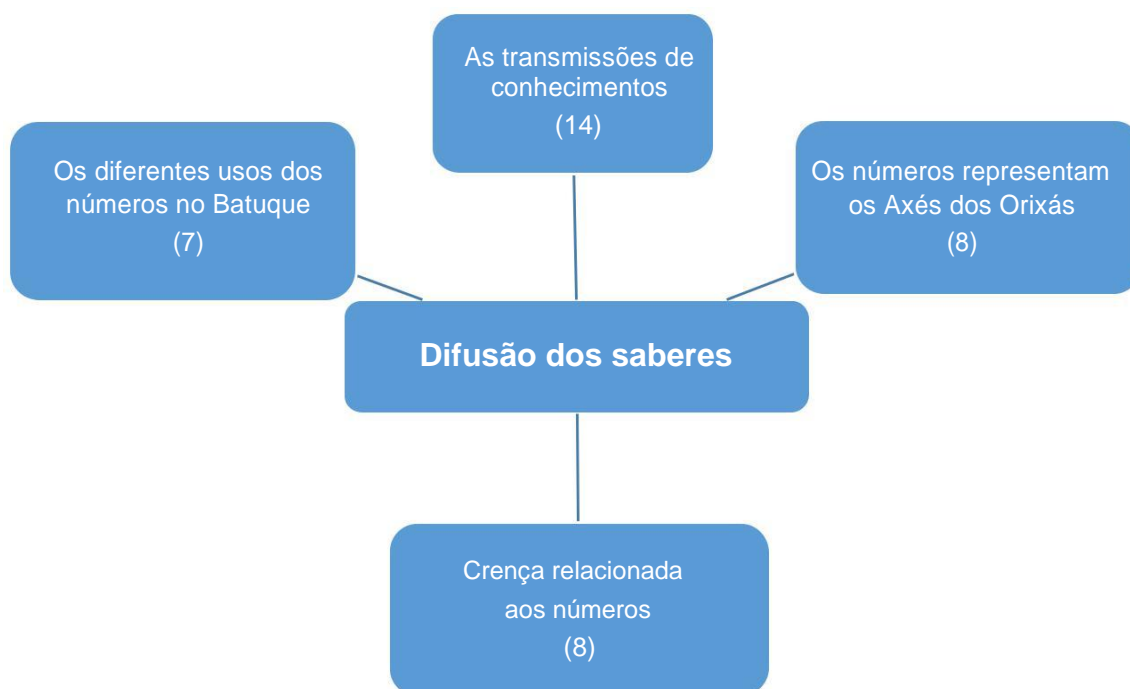 As transmissões de
conhecimentos
(14)
Os diferentes usos dos
números no Batuque
(7)
Os números representam
os Axés dos Orixás
(8)
Difusão dos saberes
Crença relacionada
aos números
(8)